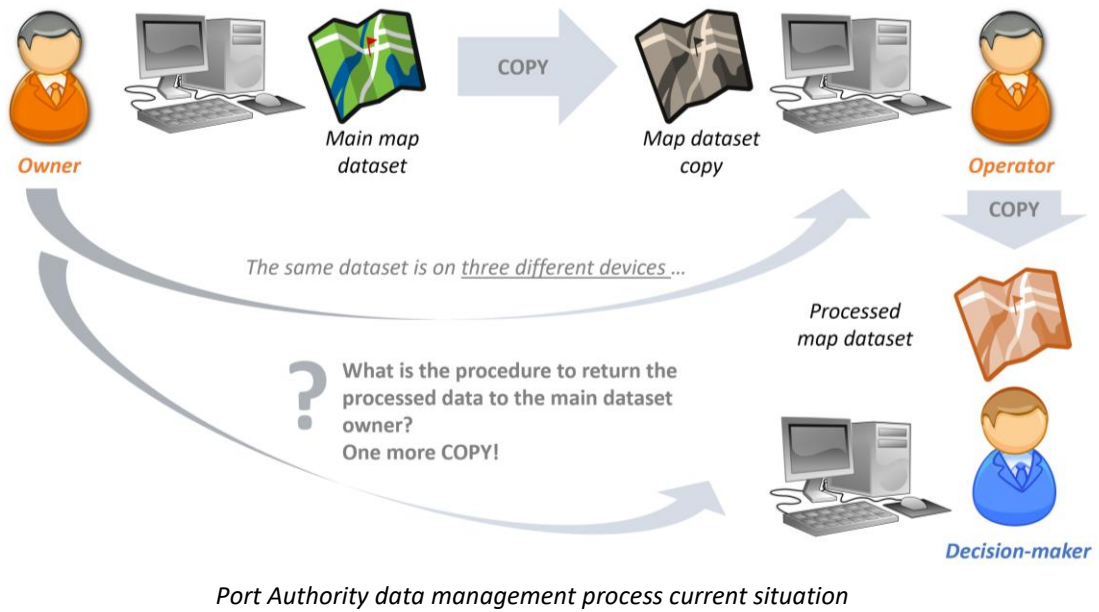 COPY
Main map
dataset
Map dataset
copy
Owner
Operator
COPY
The same dataset is on three different devices ...
Processed
map dataset
?
What is the procedure to return the
processed data to the main dataset
owner?
One more COPY!
Decision-maker
Port Authority data management process current situation